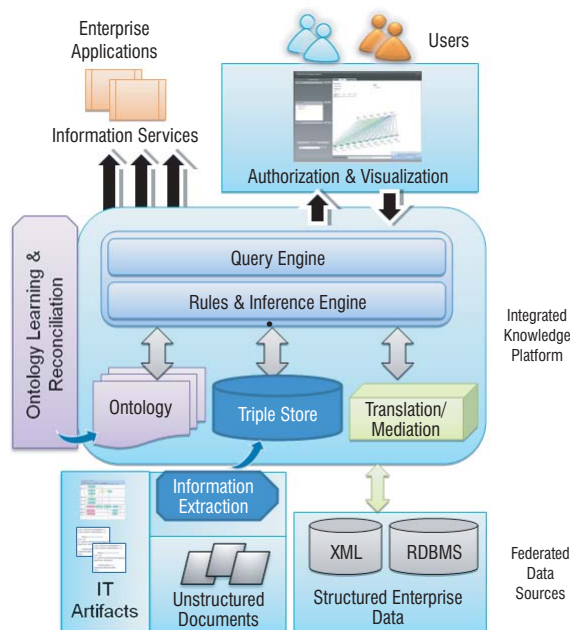 Enterprise
Applications
Users
Information Services
Authorization & Visualization
Ontology Learning &
Reconciliation
Query Engine
Rules & Inference Engine
Integrated
Knowledge
Platform
Ontology
Triple Store
Translation/
Mediation
Information
Extraction
XML
RDBMS
IT
Artifacts
Unstructured
Documents
Structured Enterprise
Data
Federated
Data
Sources